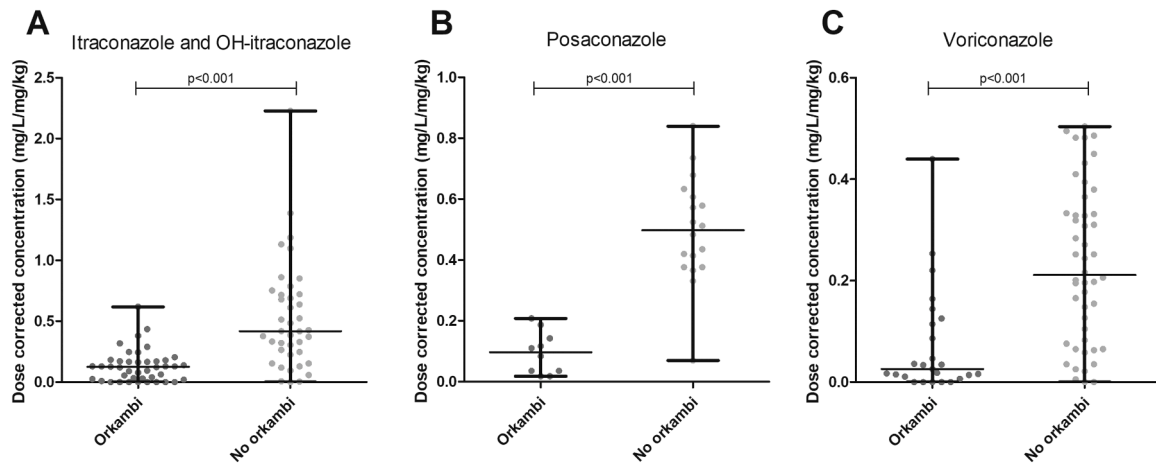 A
Itraconazole and OH-itraconazole
p<0.001
Dose corrected concentration (mg/L/mg/kg)
2.5
2.0
1.5
1.0
0.5
0.0
Orkambi
No orkambi
B
Posaconazole
p<0.001
Dose corrected concentration (mg/L/mg/kg)
1.0
0.8
0.6
0.4
0.2
0.0
Orkambi
No orkambi
C
Voriconazole
p<0.001
Dose corrected concentration (mg/L/mg/kg)
0.6
0.4
0.2
0.0
Orkambi
No orkambi